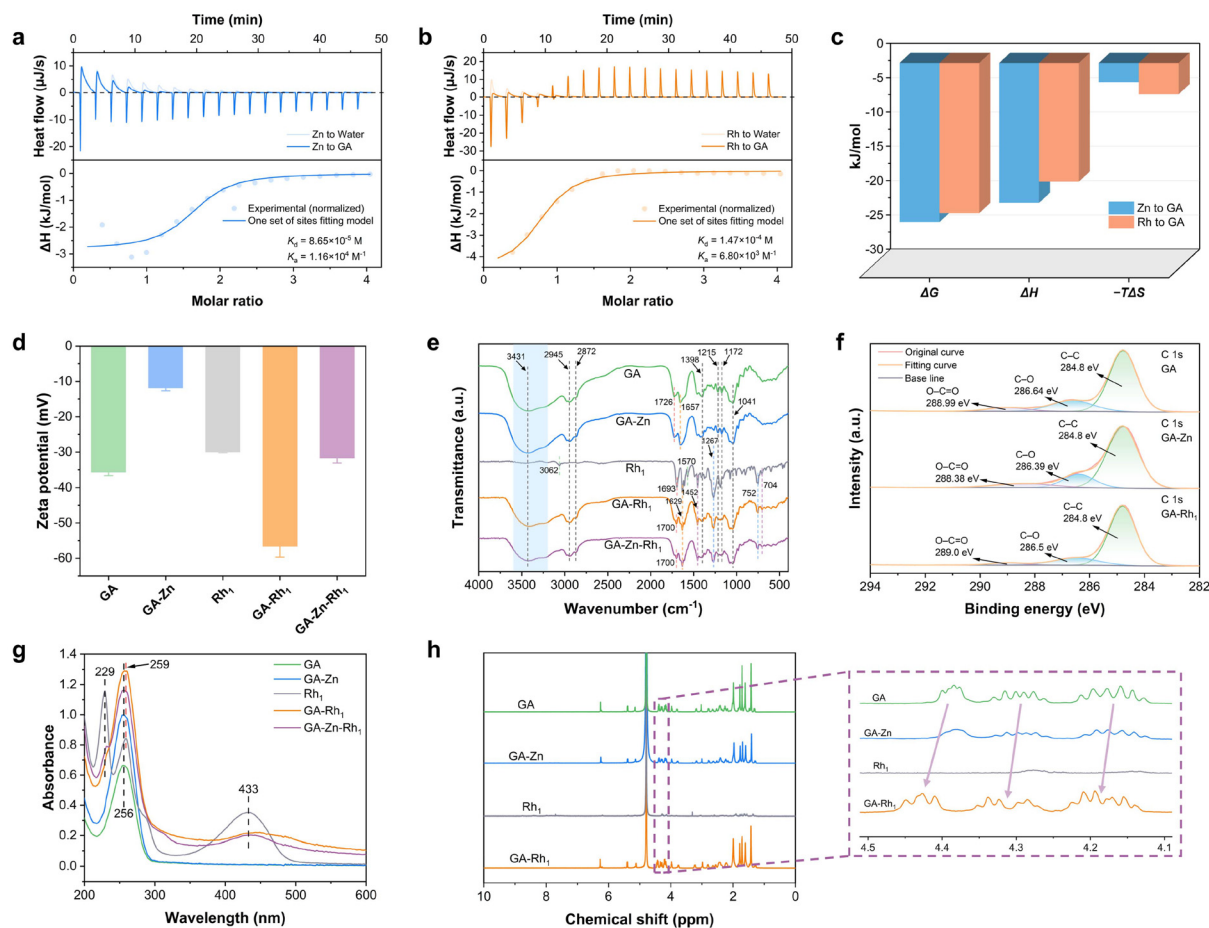 a
Time (min)
0 10 20 30 40 50
Heat flow (μJ/s)
10
0
-10
-20
Zn to Water
Zn to GA
ΔH (kJ/mol)
0
-1
-2
-3
Experimental (normalized)
One set of sites fitting model
Kd = 8.65×10-5 M
Ka = 1.16×104 M-1
0 1 2 3 4
Molar ratio
b
Time (min)
0 10 20 30 40 50
Heat flow (μJ/s)
10
0
-10
-20
Rh to Water
Rh to GA
ΔH (kJ/mol)
0
-1
-2
-3
-4
Experimental (normalized)
One set of sites fitting model
Kd = 1.47×10-4 M
Ka = 6.80×103 M-1
0 1 2 3 4
Molar ratio
c
kJ/mol
0
-5
-10
-15
-20
-25
-30
Zn to GA
Rh to GA
ΔG ΔH −TΔS
d
Zeta potential (mV)
0
-10
-20
-30
-40
-50
-60
GA GA-Zn Rh1 GA-Rh1 GA-Zn-Rh1
e
Transmittance (a.u.)
3431 2945 2872 1398 1215 1172
GA
1726 1657 1041
GA-Zn
1267
3062 Rh1 1570
1693 1452 752 704
1629
GA-Rh1
1700
GA-Zn-Rh1
1700
4000 3500 3000 2500 2000 1500 1000 500
Wavenumber (cm-1)
f
Intensity (a.u.)
Original curve
Fitting curve
Base line
C–C
284.8 eV
C 1s
GA
C–O
286.64 eV
O–C=O
288.99 eV
C–C
284.8 eV
C 1s
GA-Zn
C–O
286.39 eV
O–C=O
288.38 eV
C–C
284.8 eV
C 1s
GA-Rh1
C–O
286.5 eV
O–C=O
289.0 eV
294 292 290 288 286 284 282
Binding energy (eV)
g
Absorbance
1.4
1.2
1.0
0.8
0.6
0.4
0.2
0.0
229
259
256
433
GA
GA-Zn
Rh1
GA-Rh1
GA-Zn-Rh1
200 250 300 350 400 450 500 550 600
Wavelength (nm)
h
GA
GA-Zn
Rh1
GA-Rh1
10 8 6 4 2 0
Chemical shift (ppm)
GA
GA-Zn
Rh1
GA-Rh1
4.5 4.4 4.3 4.2 4.1